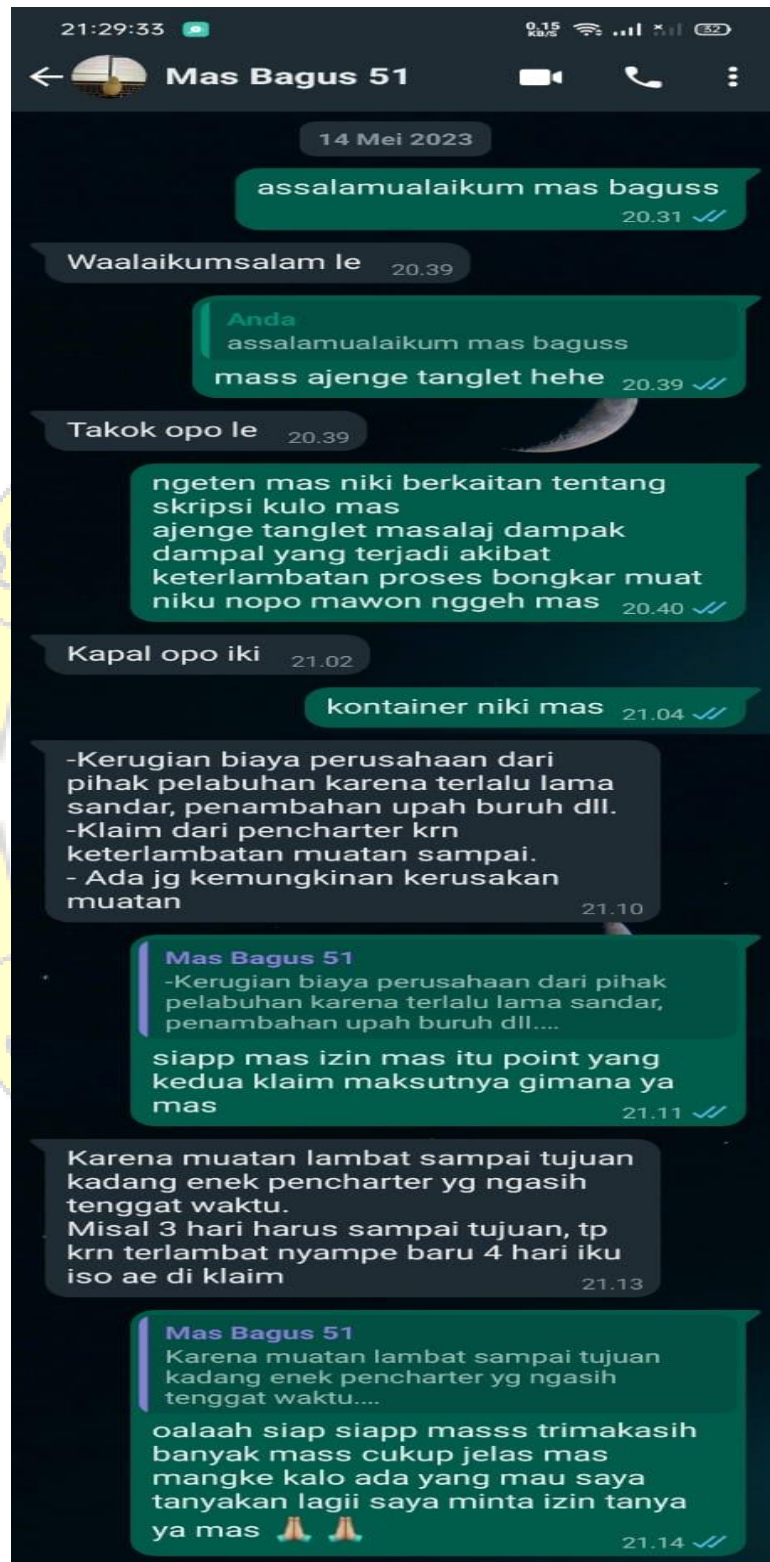 21:29:33
0.15 KB/S
32
Mas Bagus 51
14 Mei 2023
assalamualaikum mas baguss
20.31
Waalaikumsalam le 20.39
Anda
assalamualaikum mas baguss
mass ajenge tanglet hehe 20.39
Takok opo le 20.39
ngeten mas niki berkaitan tentang
skripsi kulo mas
ajenge tanglet masalaj dampak
dampal yang terjadi akibat
keterlambatan proses bongkar muat
niku nopo mawon nggeh mas 20.40
Kapal opo iki 21.02
kontainer niki mas 21.04
-Kerugian biaya perusahaan dari
pihak pelabuhan karena terlalu lama
sandar, penambahan upah buruh dll.
-Klaim dari pencharter krn
keterlambatan muatan sampai.
- Ada jg kemungkinan kerusakan
muatan 21.10
Mas Bagus 51
-Kerugian biaya perusahaan dari pihak
pelabuhan karena terlalu lama sandar,
penambahan upah buruh dll....
siapp mas izin mas itu point yang
kedua klaim maksutnya gimana ya
mas 21.11
Karena muatan lambat sampai tujuan
kadang enek pencharter yg ngasih
tenggat waktu.
Misal 3 hari harus sampai tujuan, tp
krn terlambat nyampe baru 4 hari iku
iso ae di klaim 21.13
Mas Bagus 51
Karena muatan lambat sampai tujuan
kadang enek pencharter yg ngasih
tenggat waktu....
oalaah siap siapp masss trimakasih
banyak mass cukup jelas mas
mangke kalo ada yang mau saya
tanyakan lagii saya minta izin tanya
ya mas 🙏🏼 🙏🏼 21.14